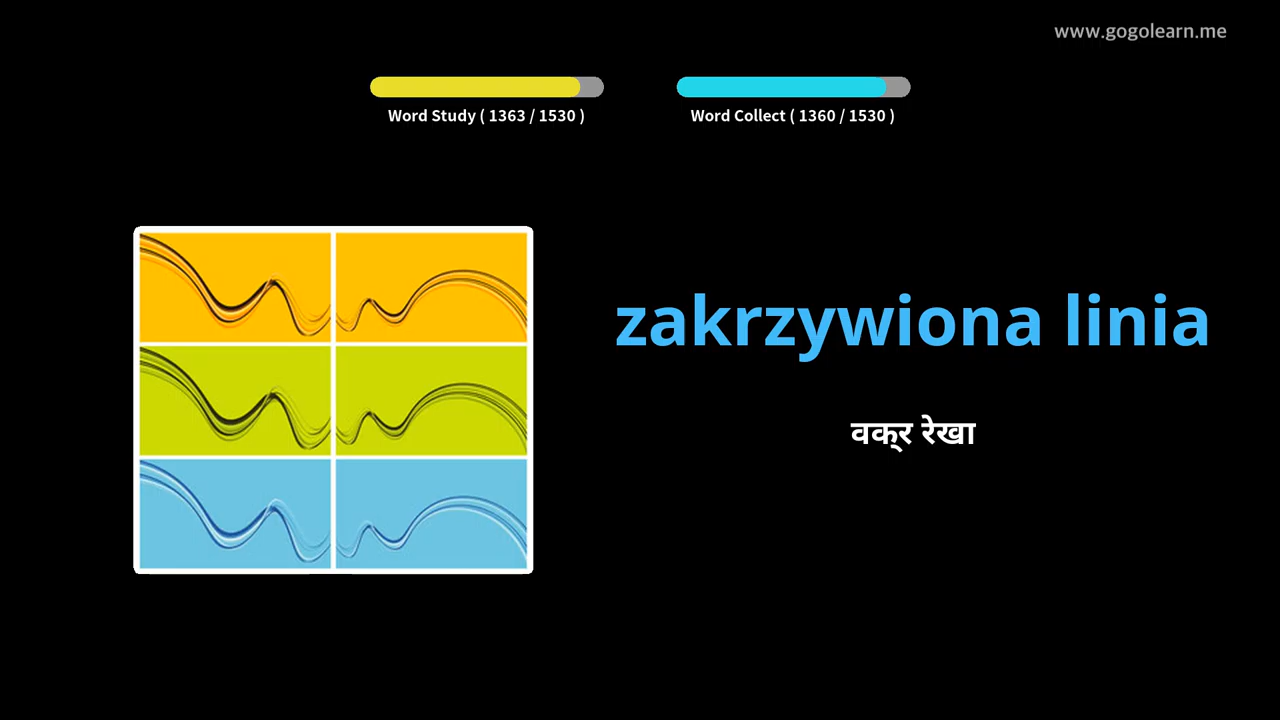 www.gogolearn.me
Word Study ( 1363 / 1530 )
Word Collect ( 1360 / 1530 )
zakrzywiona linia
वक्र रेखा